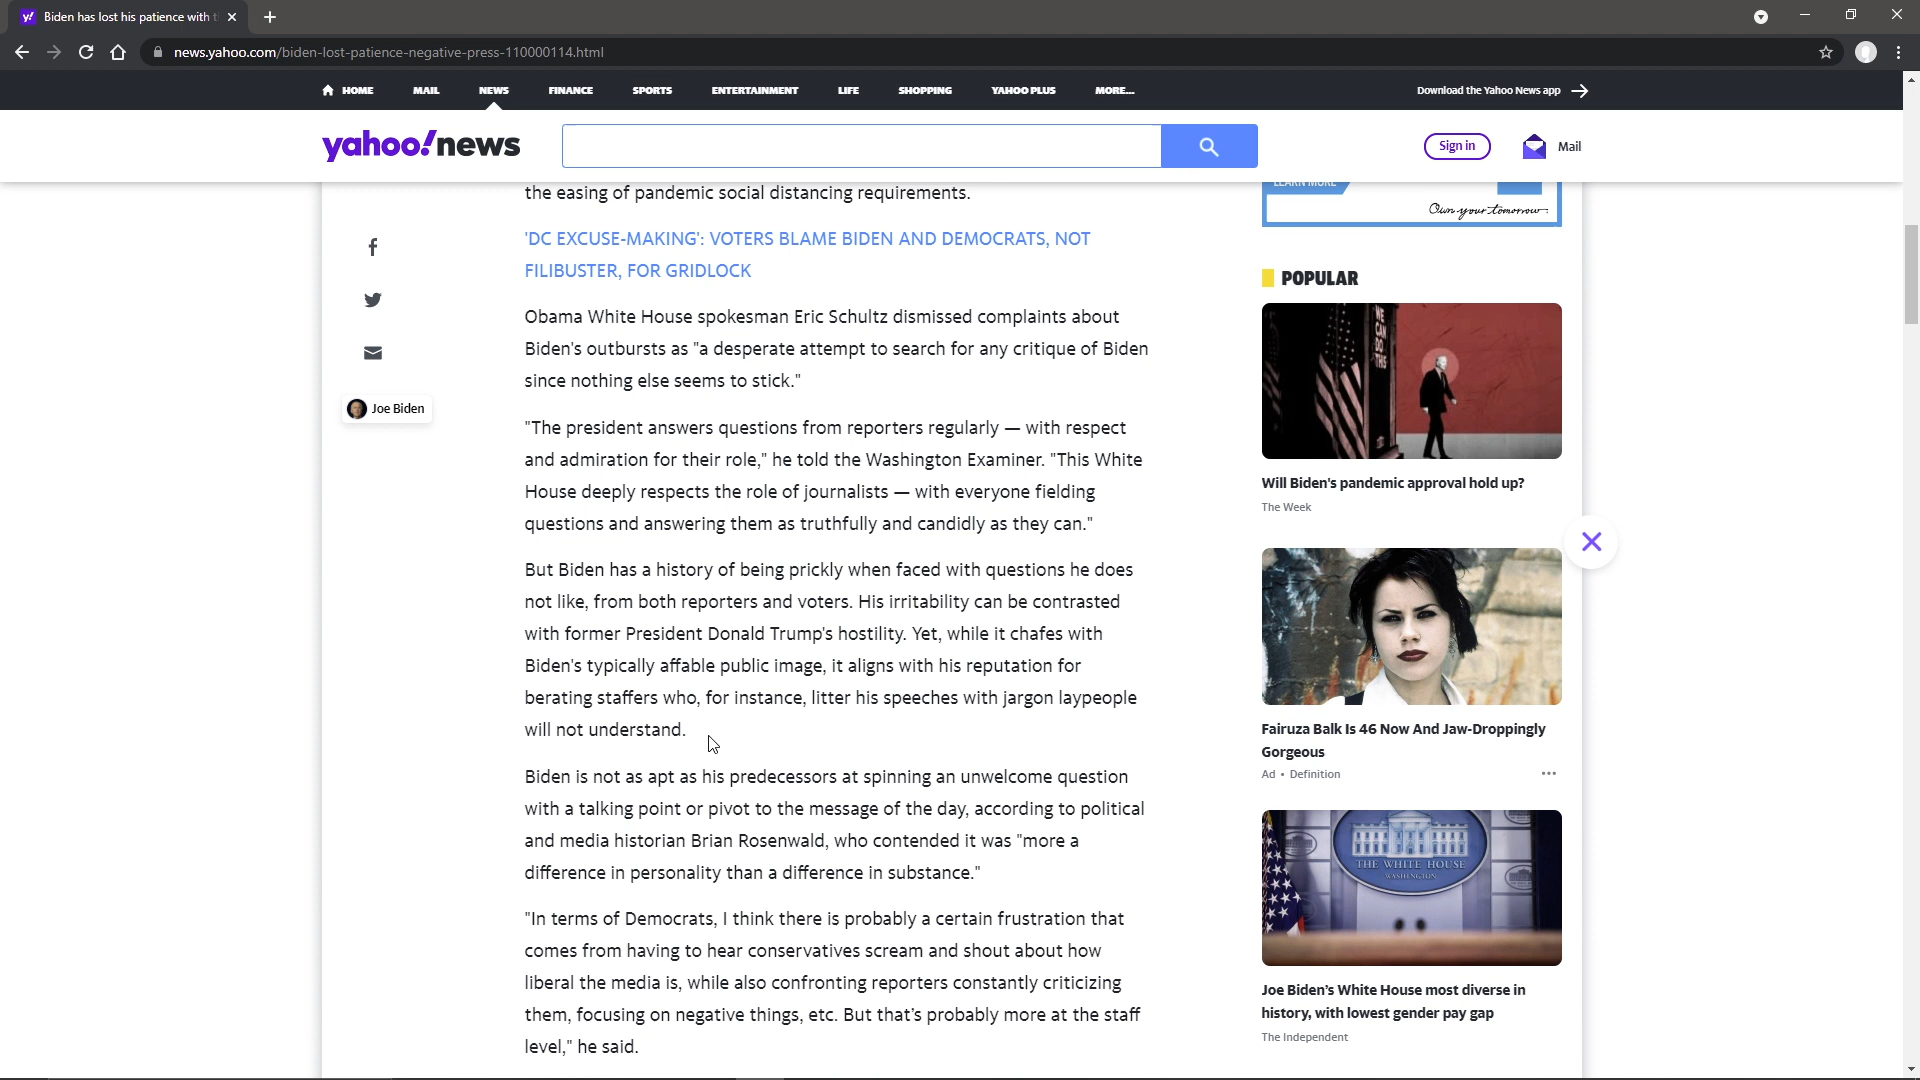 Biden has lost his patience with t
news.yahoo.com/biden-lost-patience-negative-press-110000114.html
HOME MAIL NEWS FINANCE SPORTS ENTERTAINMENT LIFE SHOPPING YAHOO PLUS MORE... Download the Yahoo News app
yahoo!news Sign in Mail
the easing of pandemic social distancing requirements.
'DC EXCUSE-MAKING': VOTERS BLAME BIDEN AND DEMOCRATS, NOT
FILIBUSTER, FOR GRIDLOCK
Obama White House spokesman Eric Schultz dismissed complaints about
Biden's outbursts as "a desperate attempt to search for any critique of Biden
since nothing else seems to stick."
Joe Biden
"The president answers questions from reporters regularly — with respect
and admiration for their role," he told the Washington Examiner. "This White
House deeply respects the role of journalists — with everyone fielding
questions and answering them as truthfully and candidly as they can."
But Biden has a history of being prickly when faced with questions he does
not like, from both reporters and voters. His irritability can be contrasted
with former President Donald Trump's hostility. Yet, while it chafes with
Biden's typically affable public image, it aligns with his reputation for
berating staffers who, for instance, litter his speeches with jargon laypeople
will not understand.
Biden is not as apt as his predecessors at spinning an unwelcome question
with a talking point or pivot to the message of the day, according to political
and media historian Brian Rosenwald, who contended it was "more a
difference in personality than a difference in substance."
"In terms of Democrats, I think there is probably a certain frustration that
comes from having to hear conservatives scream and shout about how
liberal the media is, while also confronting reporters constantly criticizing
them, focusing on negative things, etc. But that's probably more at the staff
level," he said.
LEARN MORE
Own your tomorrow.
POPULAR
WE
CAN
DO
THIS
Will Biden's pandemic approval hold up?
The Week
Fairuza Balk Is 46 Now And Jaw-Droppingly
Gorgeous
Ad • Definition
THE WHITE HOUSE
WASHINGTON
Joe Biden's White House most diverse in
history, with lowest gender pay gap
The Independent